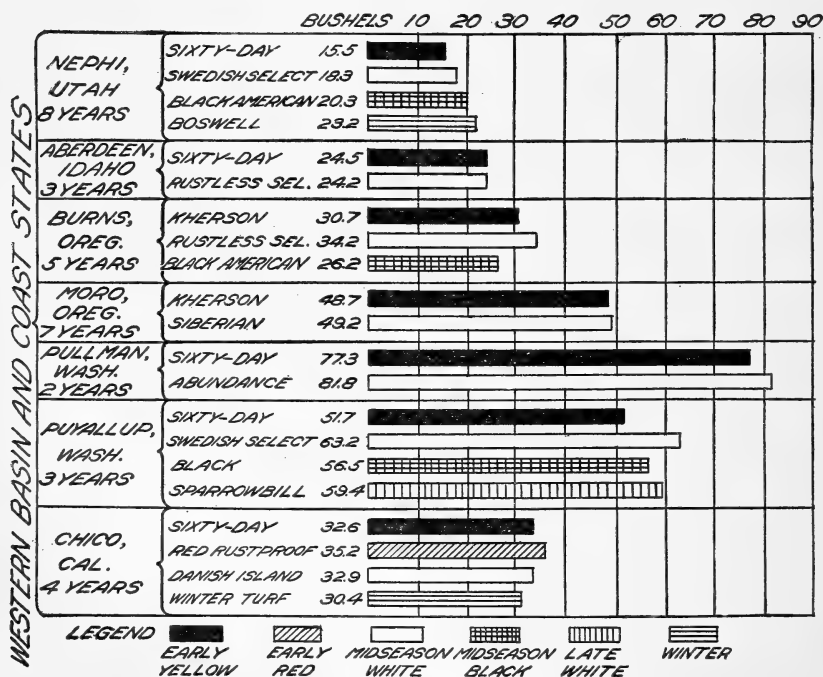 BUSHELS 10 20 30 40 50 60 70 80 90
WESTERN BASIN AND COAST STATES
NEPHI,
UTAH
8 YEARS
SIXTY-DAY 15.5
SWEDISH SELECT 18.3
BLACK AMERICAN 20.3
BOSWELL 23.2
ABERDEEN,
IDAHO
3 YEARS
SIXTY-DAY 24.5
RUSTLESS SEL. 24.2
BURNS,
OREG.
5 YEARS
KHERSON 30.7
RUSTLESS SEL. 34.2
BLACK AMERICAN 26.2
MORO,
OREG.
7 YEARS
KHERSON 48.7
SIBERIAN 49.2
PULLMAN,
WASH.
2 YEARS
SIXTY-DAY 77.3
ABUNDANCE 81.8
PUYALLUP,
WASH.
3 YEARS
SIXTY-DAY 51.7
SWEDISH SELECT 63.2
BLACK 56.5
SPARROWBILL 59.4
CHICO,
CAL.
4 YEARS
SIXTY-DAY 32.6
RED RUSTPROOF 35.2
DANISH ISLAND 32.9
WINTER TURF 30.4
LEGEND
EARLY YELLOW
EARLY RED
MIDSEASON WHITE
MIDSEASON BLACK
LATE WHITE
WINTER